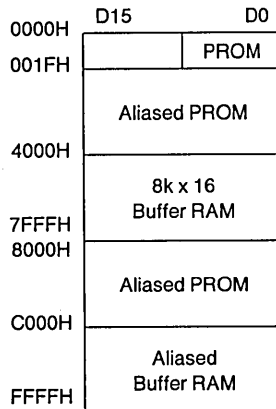 D15 D0
0000H
PROM
001FH
Aliased PROM
4000H
8k x 16
Buffer RAM
7FFFH
8000H
Aliased PROM
C000H
Aliased
Buffer RAM
FFFFH